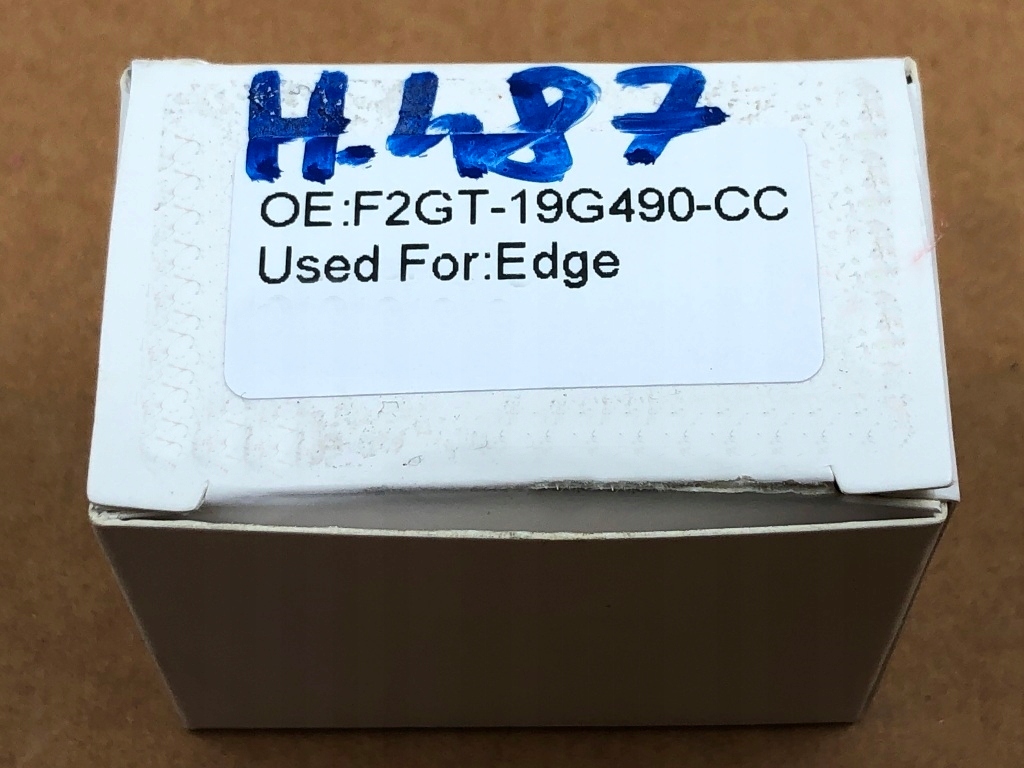 H.487
OE:F2GT-19G490-CC
Used For:Edge